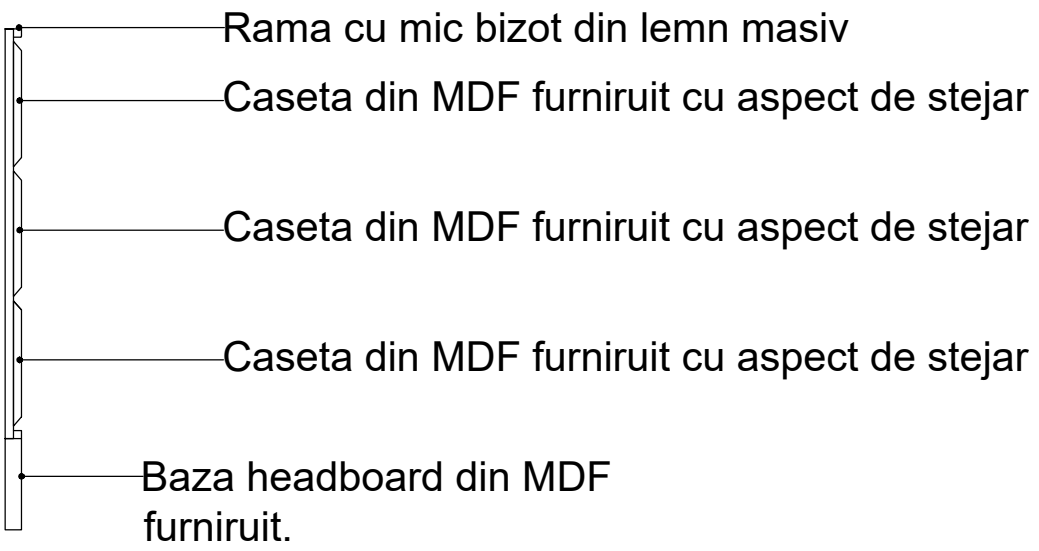 Rama cu mic bizot din lemn masiv
Caseta din MDF furniruit cu aspect de stejar
Caseta din MDF furniruit cu aspect de stejar
Caseta din MDF furniruit cu aspect de stejar
Baza headboard din MDF
furniruit.